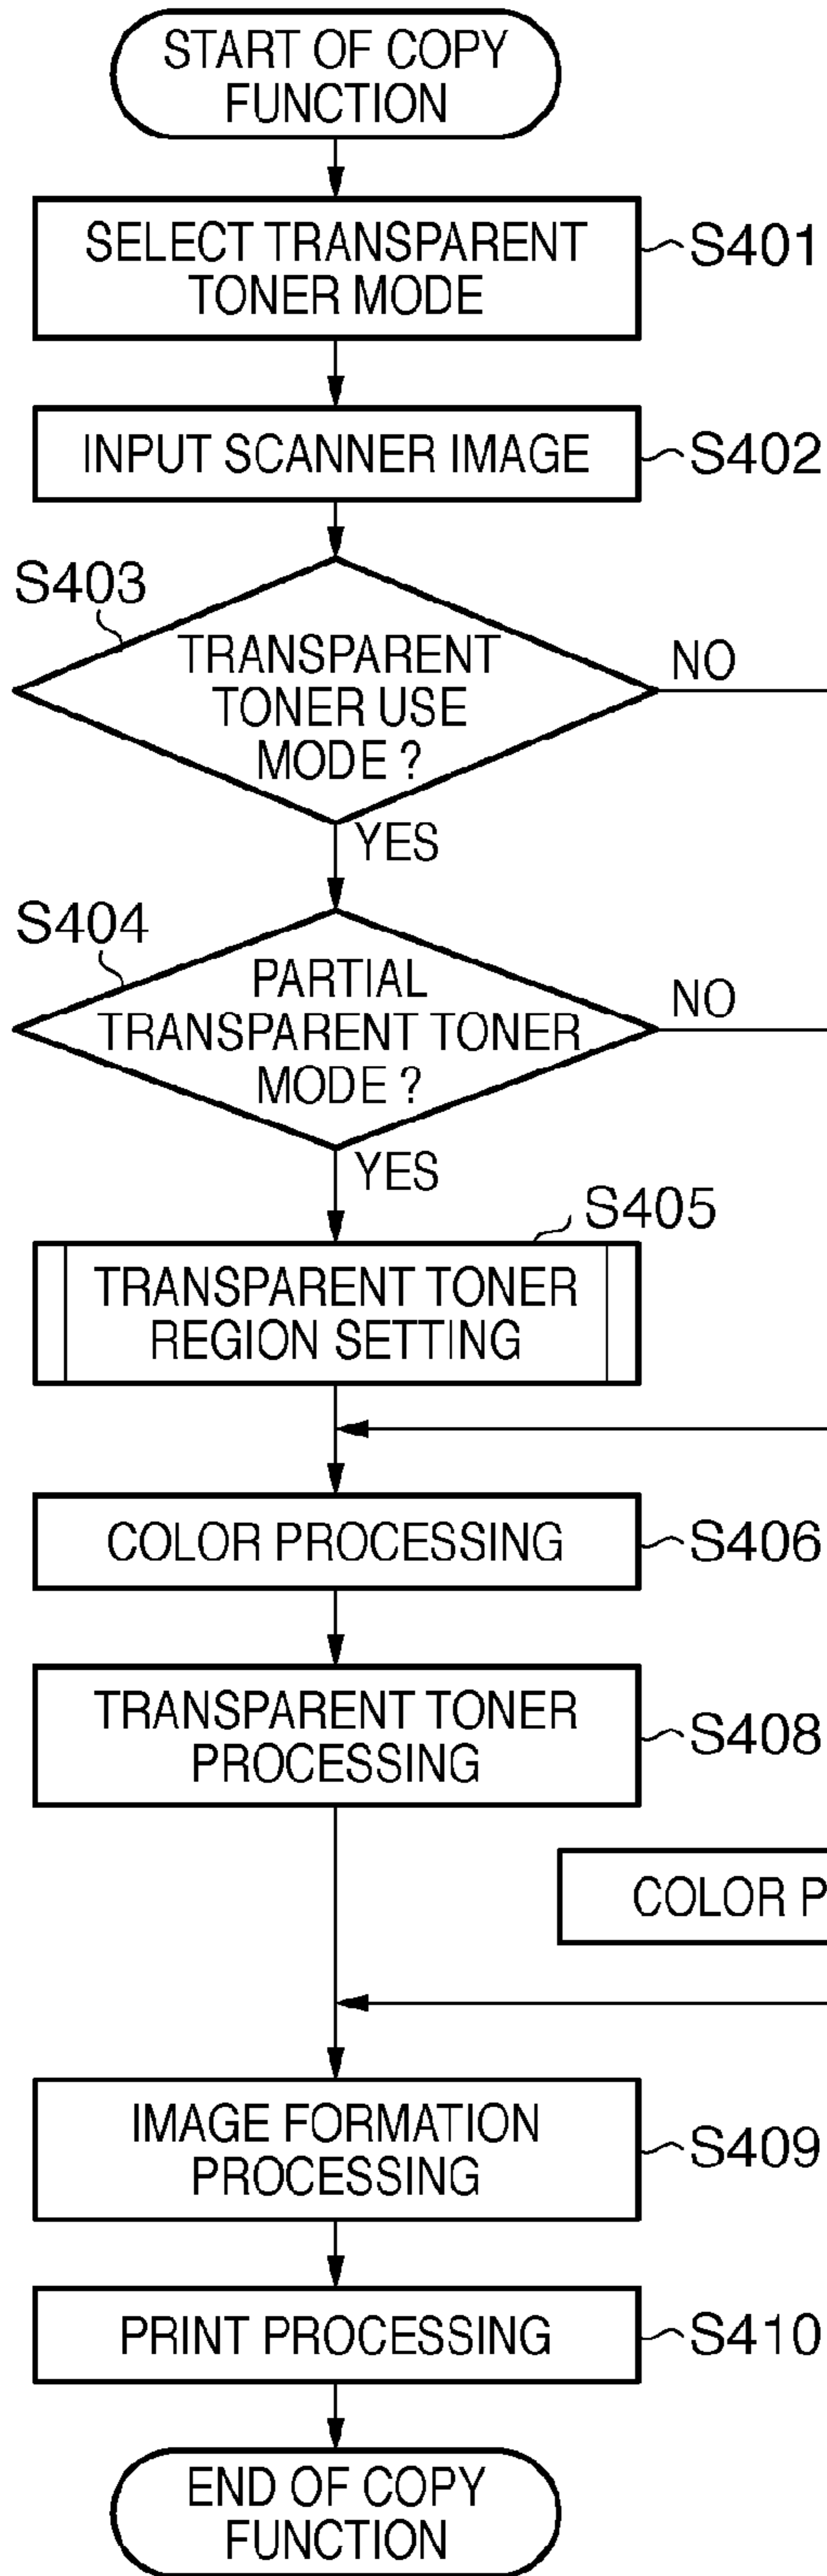 START OF COPY
FUNCTION
SELECT TRANSPARENT
TONER MODE
S401
INPUT SCANNER IMAGE
S402
S403
TRANSPARENT
TONER USE
MODE ?
NO
YES
S404
PARTIAL
TRANSPARENT TONER
MODE ?
NO
YES
S405
TRANSPARENT TONER
REGION SETTING
COLOR PROCESSING
S406
TRANSPARENT TONER
PROCESSING
S408
COLOR P
IMAGE FORMATION
PROCESSING
S409
PRINT PROCESSING
S410
END OF COPY
FUNCTION